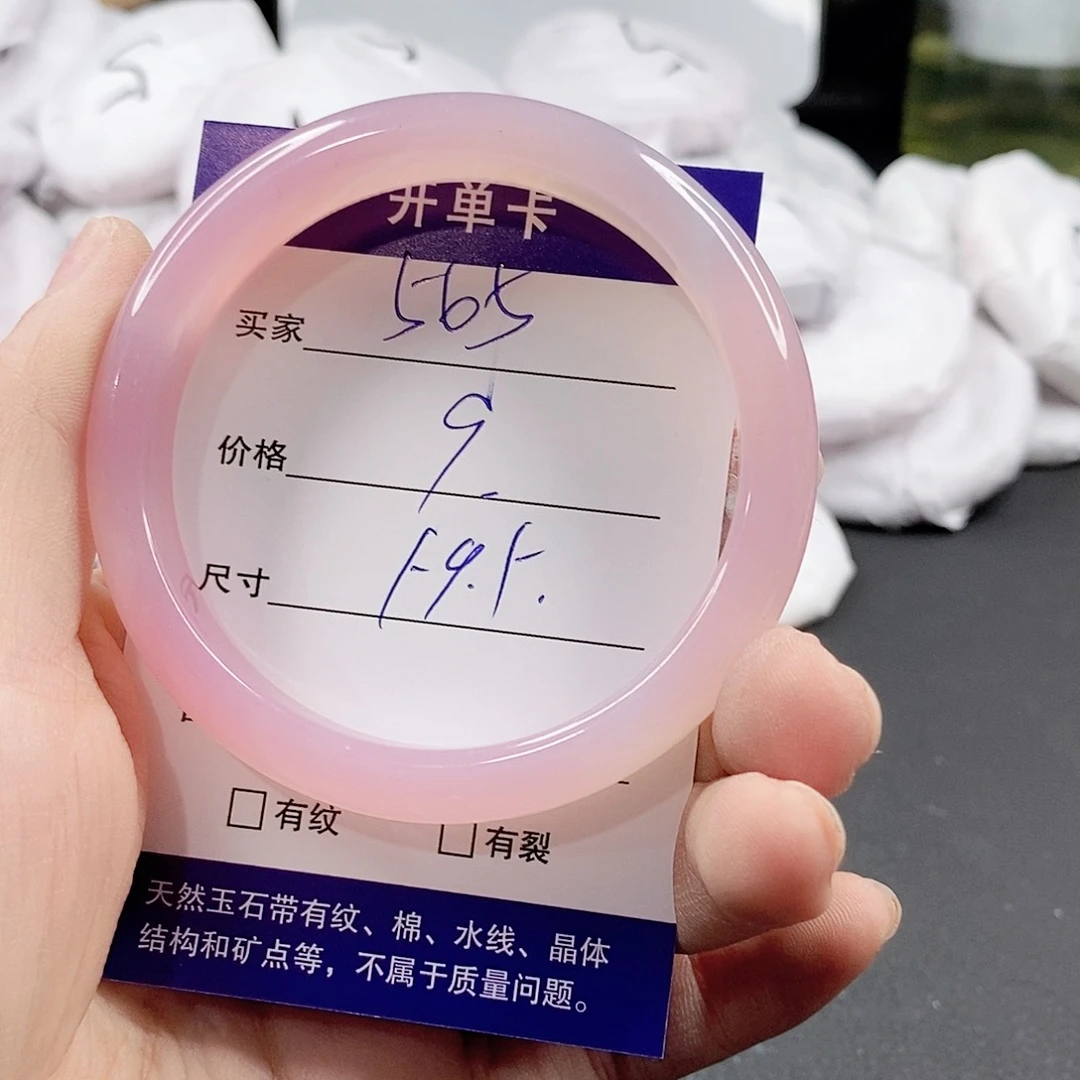 开单卡
买家 565
价格 9
尺寸 59.5.
有纹 有裂
天然玉石带有纹、棉、水线、晶体
结构和矿点等，不属于质量问题。